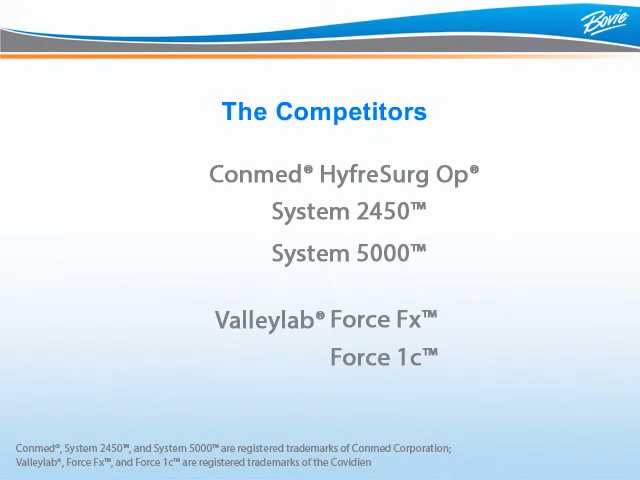 Bovie
The Competitors
Conmed® HyfreSurg Op®
System 2450™
System 5000™
Valleylab® Force Fx™
Force 1c™
Conmed®, System 2450™, and System 5000™ are registered trademarks of Conmed Corporation;
Valleylab®, Force Fx™, and Force 1c™ are registered trademarks of the Covidien